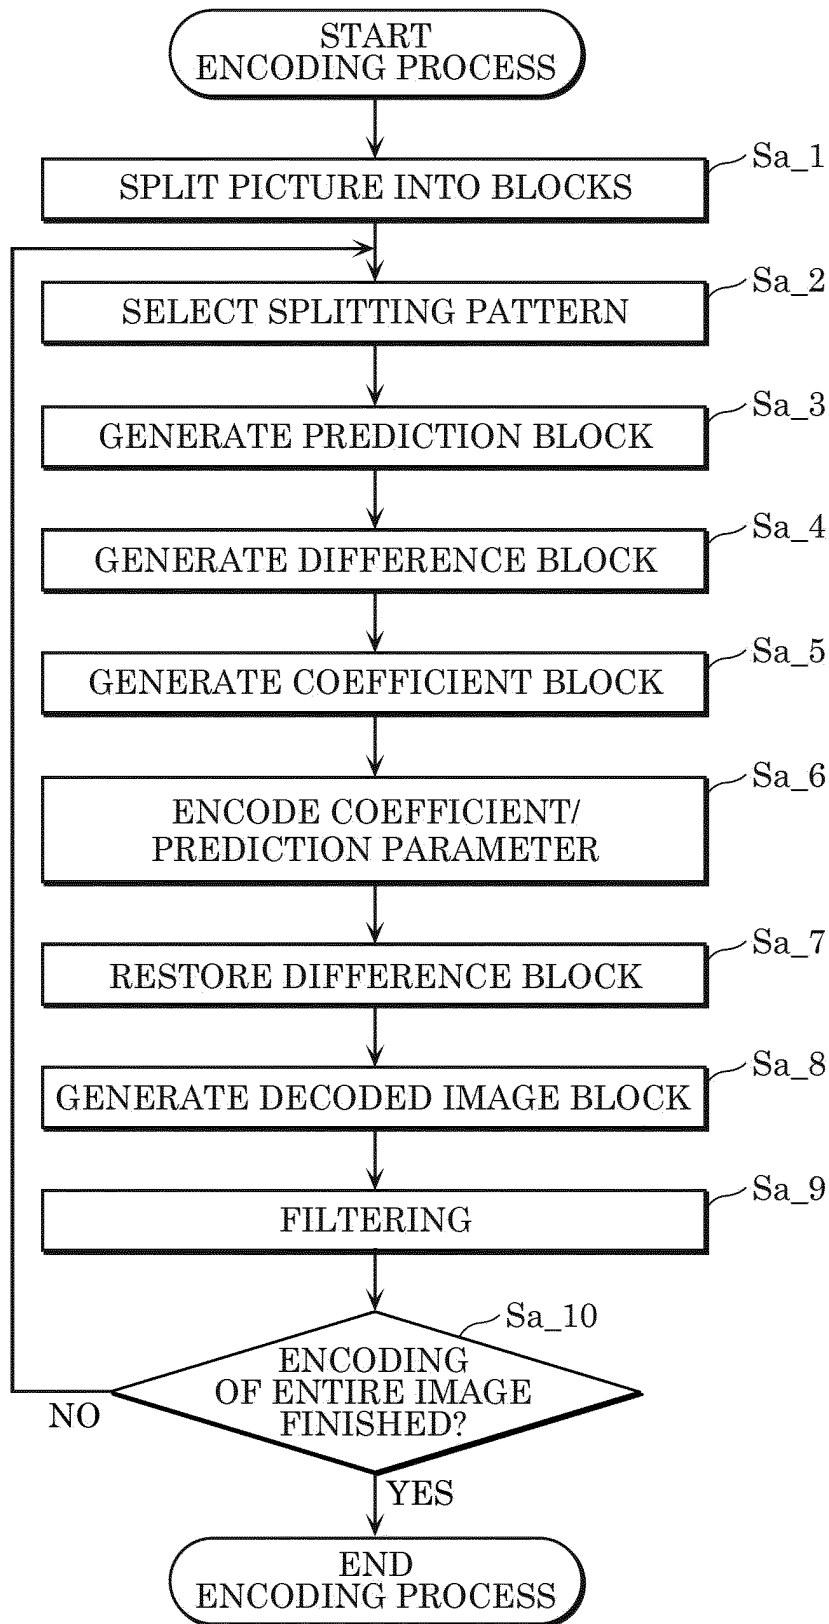 START
ENCODING PROCESS
Sa_1
SPLIT PICTURE INTO BLOCKS
Sa_2
SELECT SPLITTING PATTERN
Sa_3
GENERATE PREDICTION BLOCK
Sa_4
GENERATE DIFFERENCE BLOCK
Sa_5
GENERATE COEFFICIENT BLOCK
Sa_6
ENCODE COEFFICIENT/
PREDICTION PARAMETER
Sa_7
RESTORE DIFFERENCE BLOCK
Sa_8
GENERATE DECODED IMAGE BLOCK
Sa_9
FILTERING
Sa_10
ENCODING
OF ENTIRE IMAGE
FINISHED?
NO
YES
END
ENCODING PROCESS